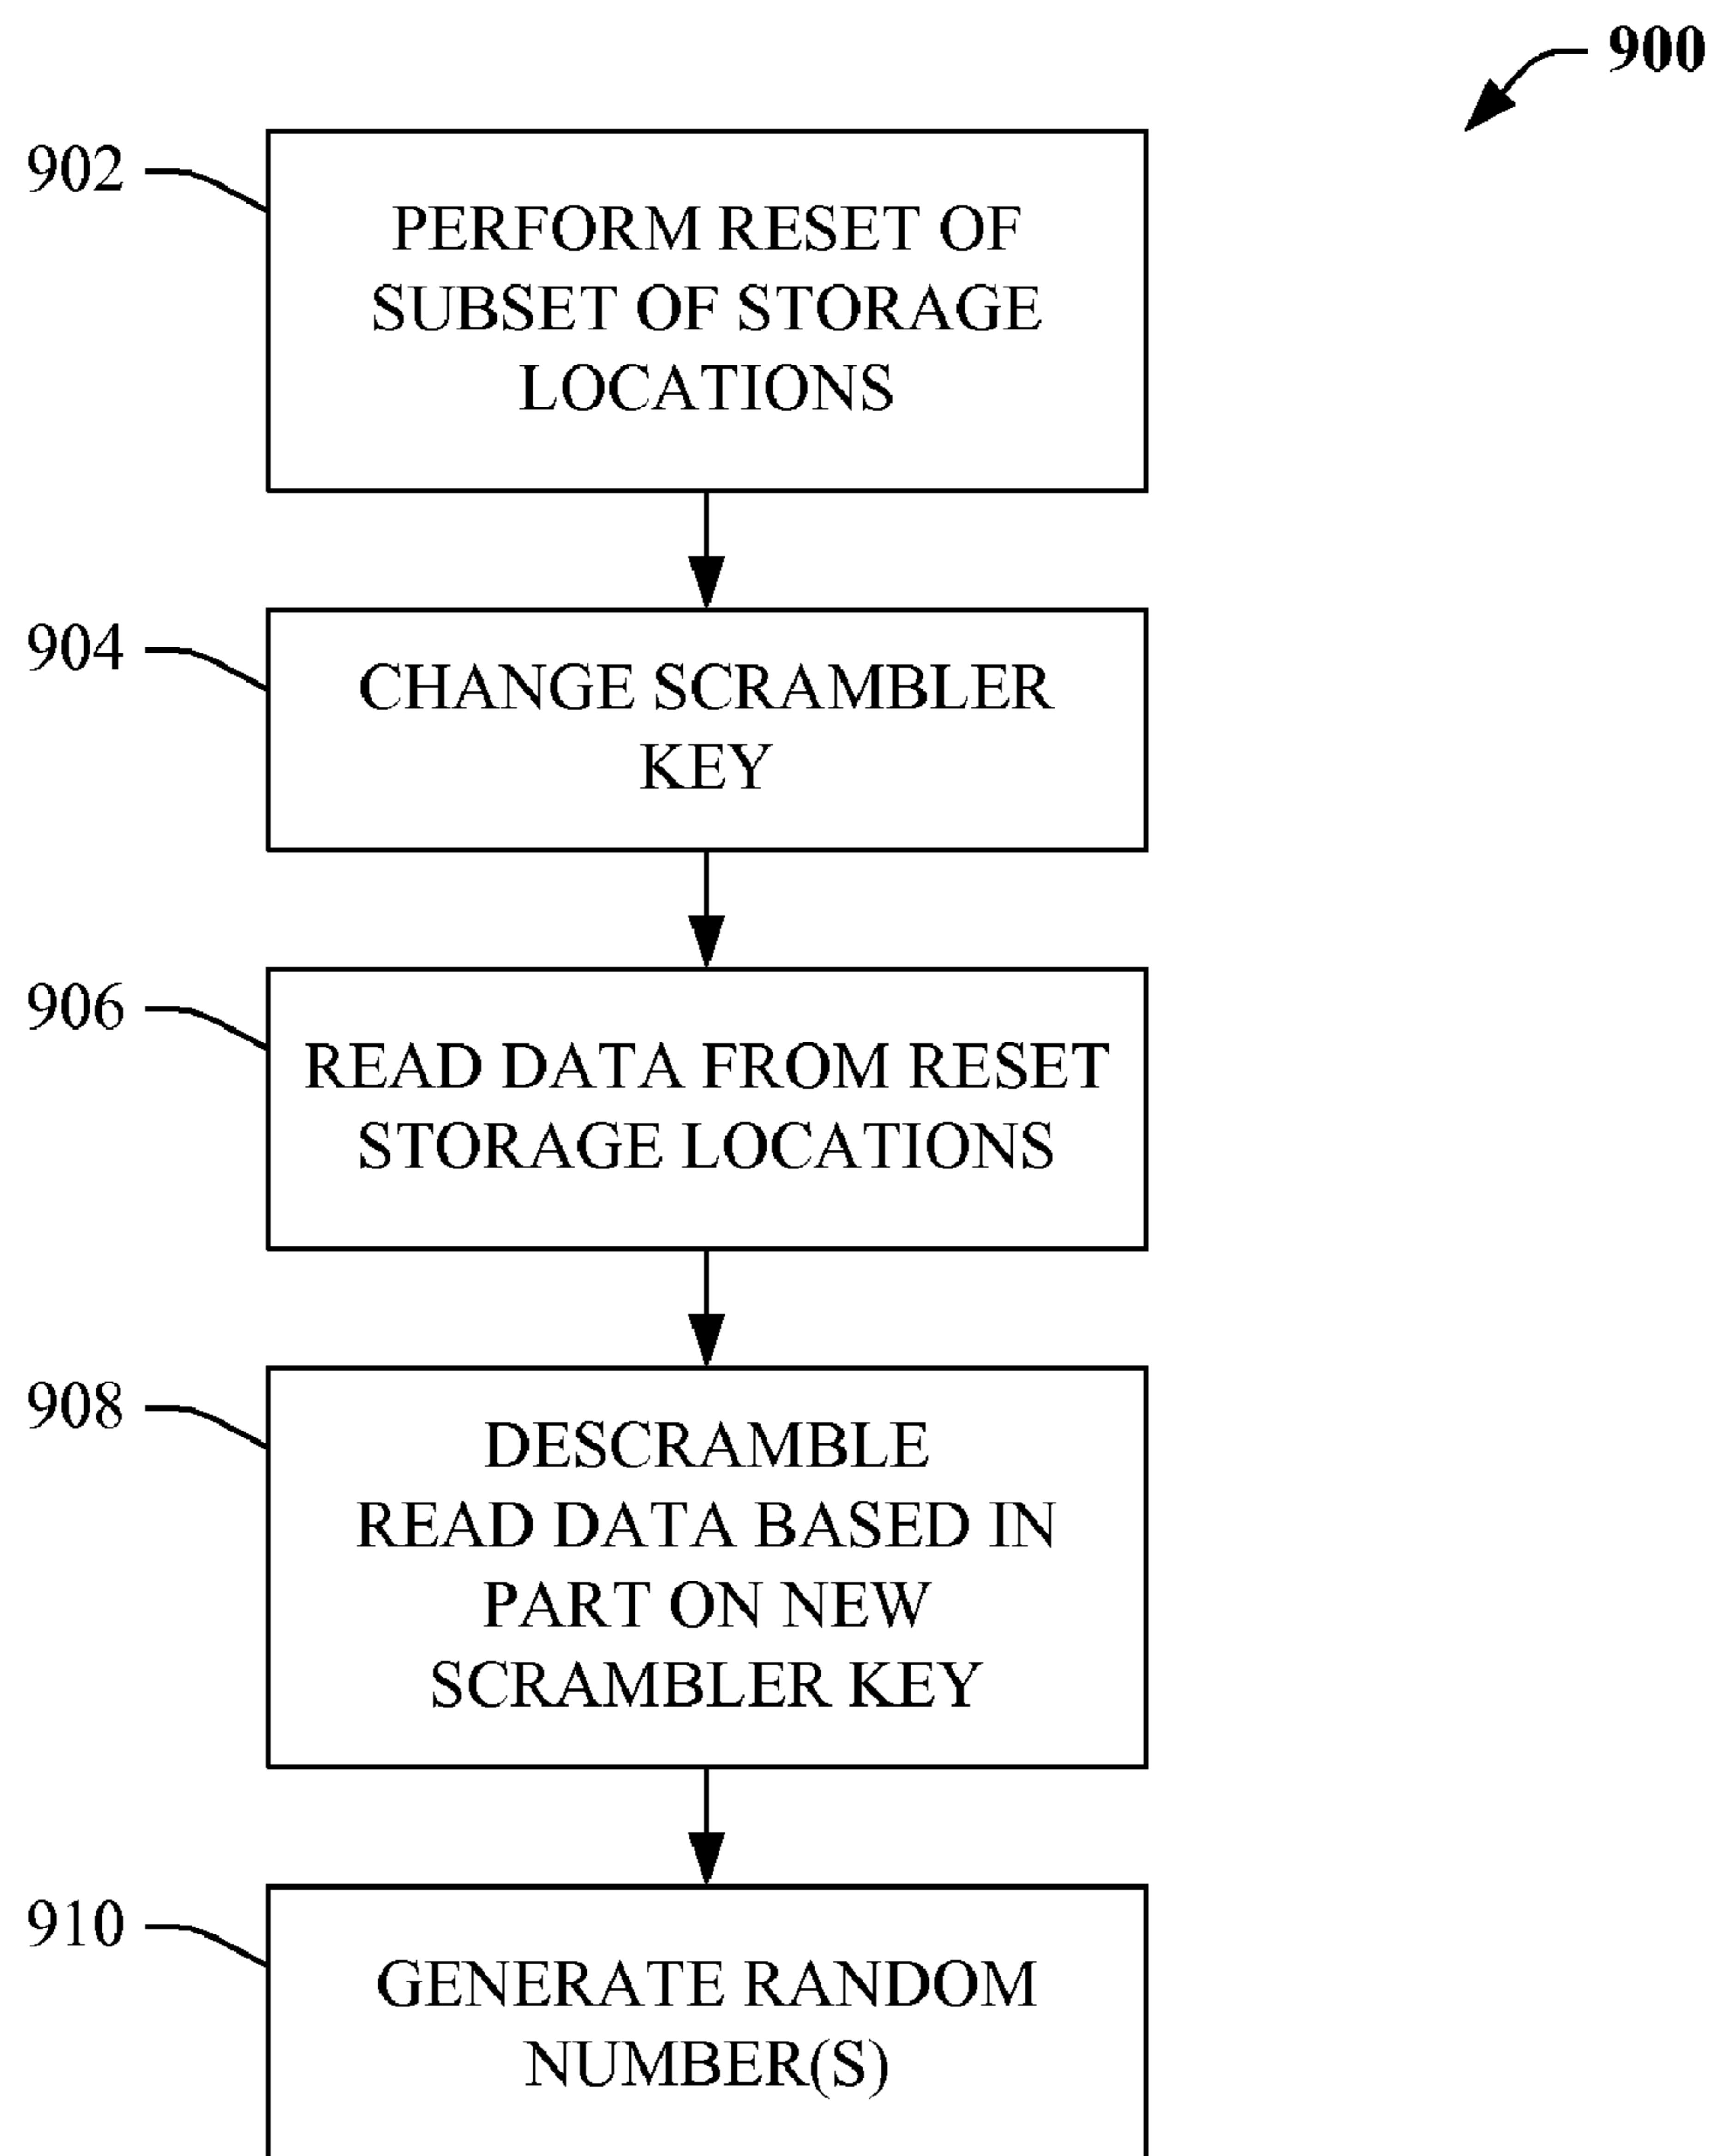 900
902
PERFORM RESET OF
SUBSET OF STORAGE
LOCATIONS
904
CHANGE SCRAMBLER
KEY
906
READ DATA FROM RESET
STORAGE LOCATIONS
908
DESCRAMBLE
READ DATA BASED IN
PART ON NEW
SCRAMBLER KEY
910
GENERATE RANDOM
NUMBER(S)